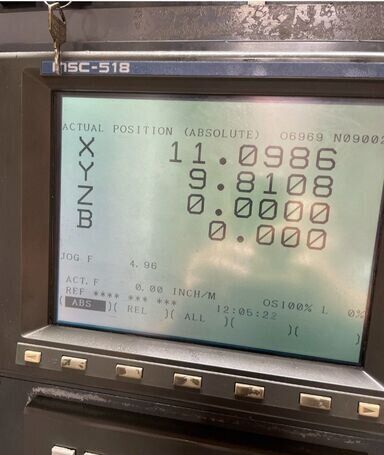 MSC-518
ACTUAL POSITION (ABSOLUTE) O6969 N09002
X 11.0986
Y 9.8108
Z 0.0000
B 0.000
JOG F 4.96
ACT.F 0.00 INCH/M
REF **** *** *** OS100% L 0%
12:05:22
( ABS )( REL )( ALL )( )( )